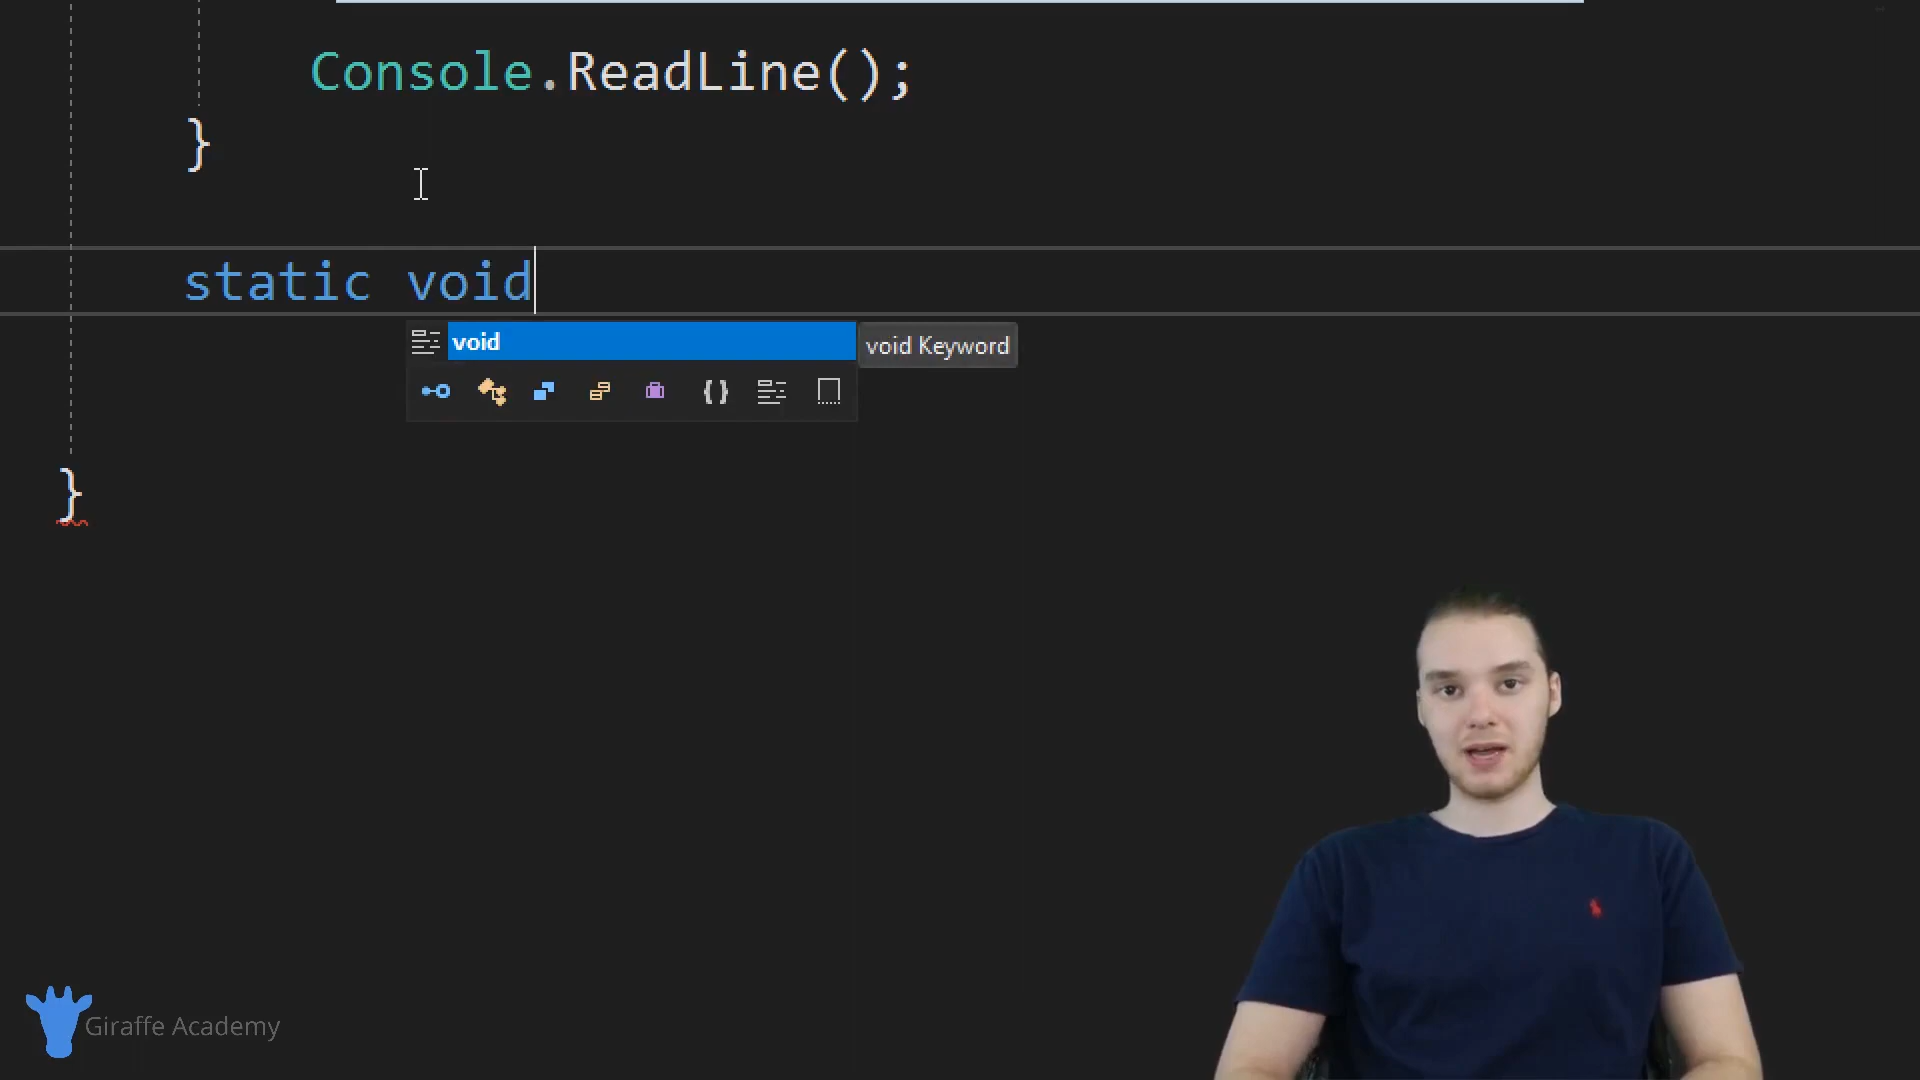 Console.ReadLine();
}
static void
void
void Keyword
}
Giraffe Academy